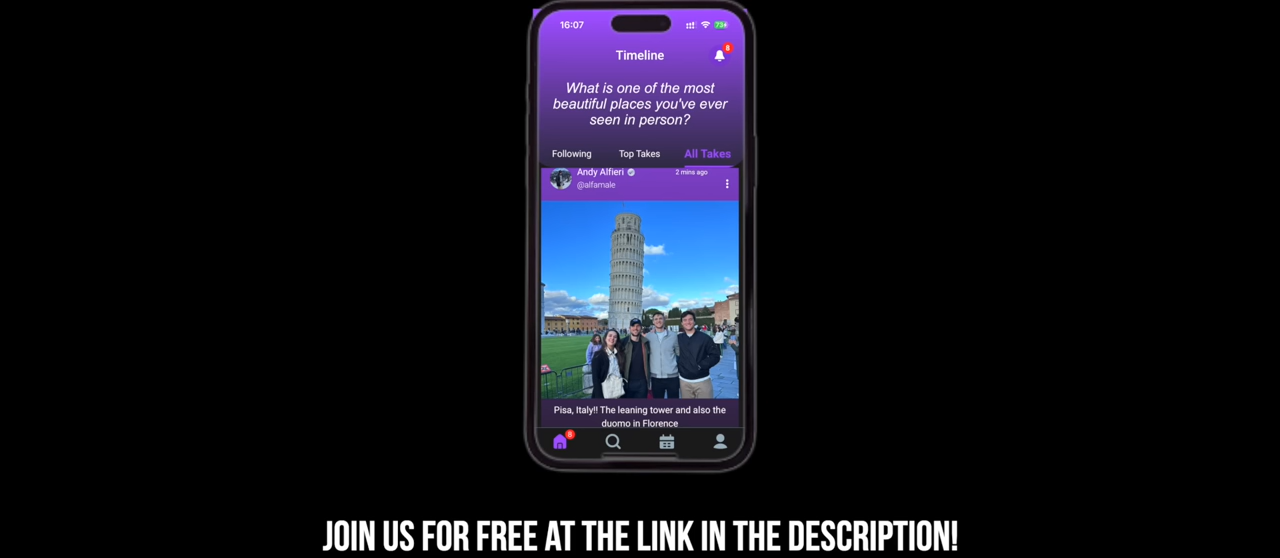 16:07
73
Timeline
8
What is one of the most
beautiful places you've ever
seen in person?
Following Top Takes All Takes
Andy Alfieri 2 mins ago
@alfamale
Pisa, Italy!! The leaning tower and also the
duomo in Florence
8
JOIN US FOR FREE AT THE LINK IN THE DESCRIPTION!